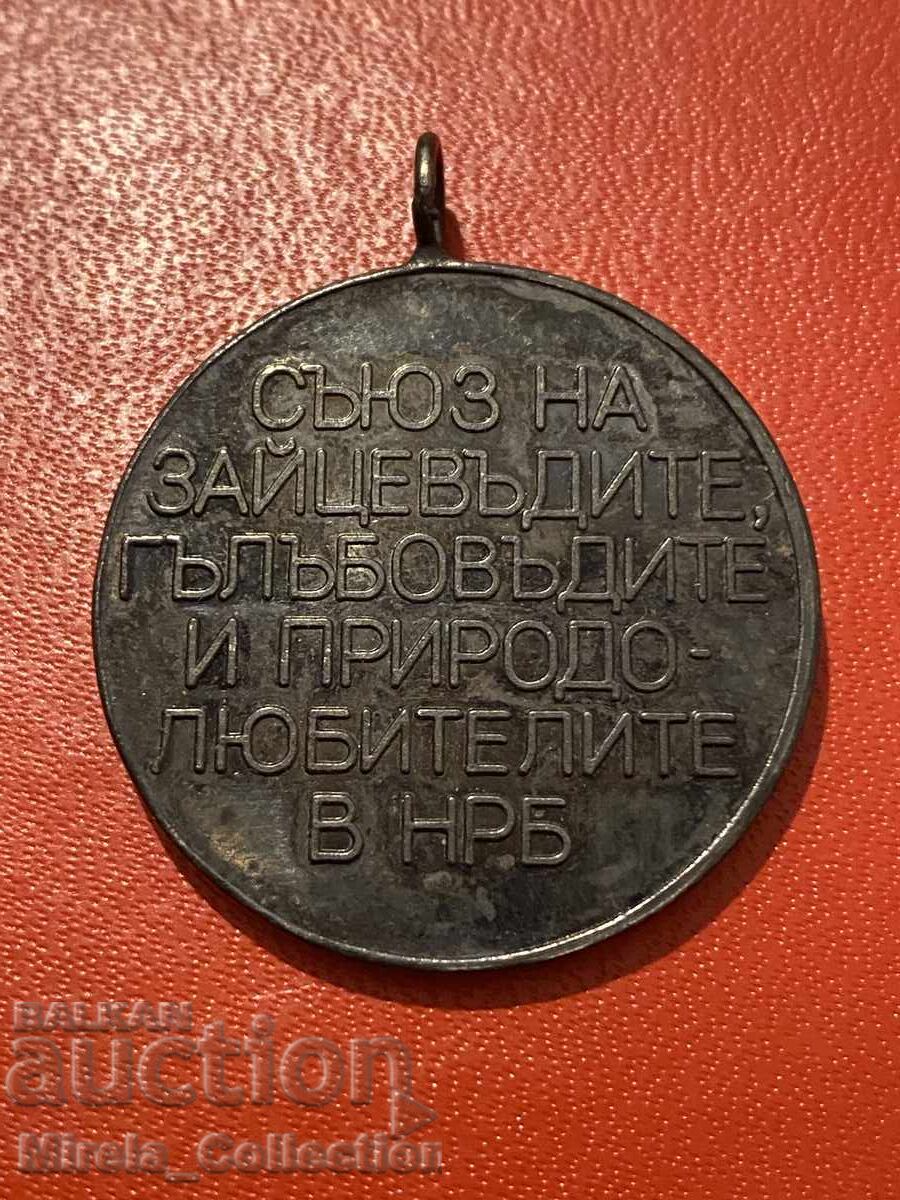 СЪЮЗ НА
ЗАЙЦЕВЪДИТЕ,
ГЪЛЪБОВЪДИТЕ
И ПРИРОДО-
ЛЮБИТЕЛИТЕ
В НРБ
BALKAN
auction
Mirela_Collection